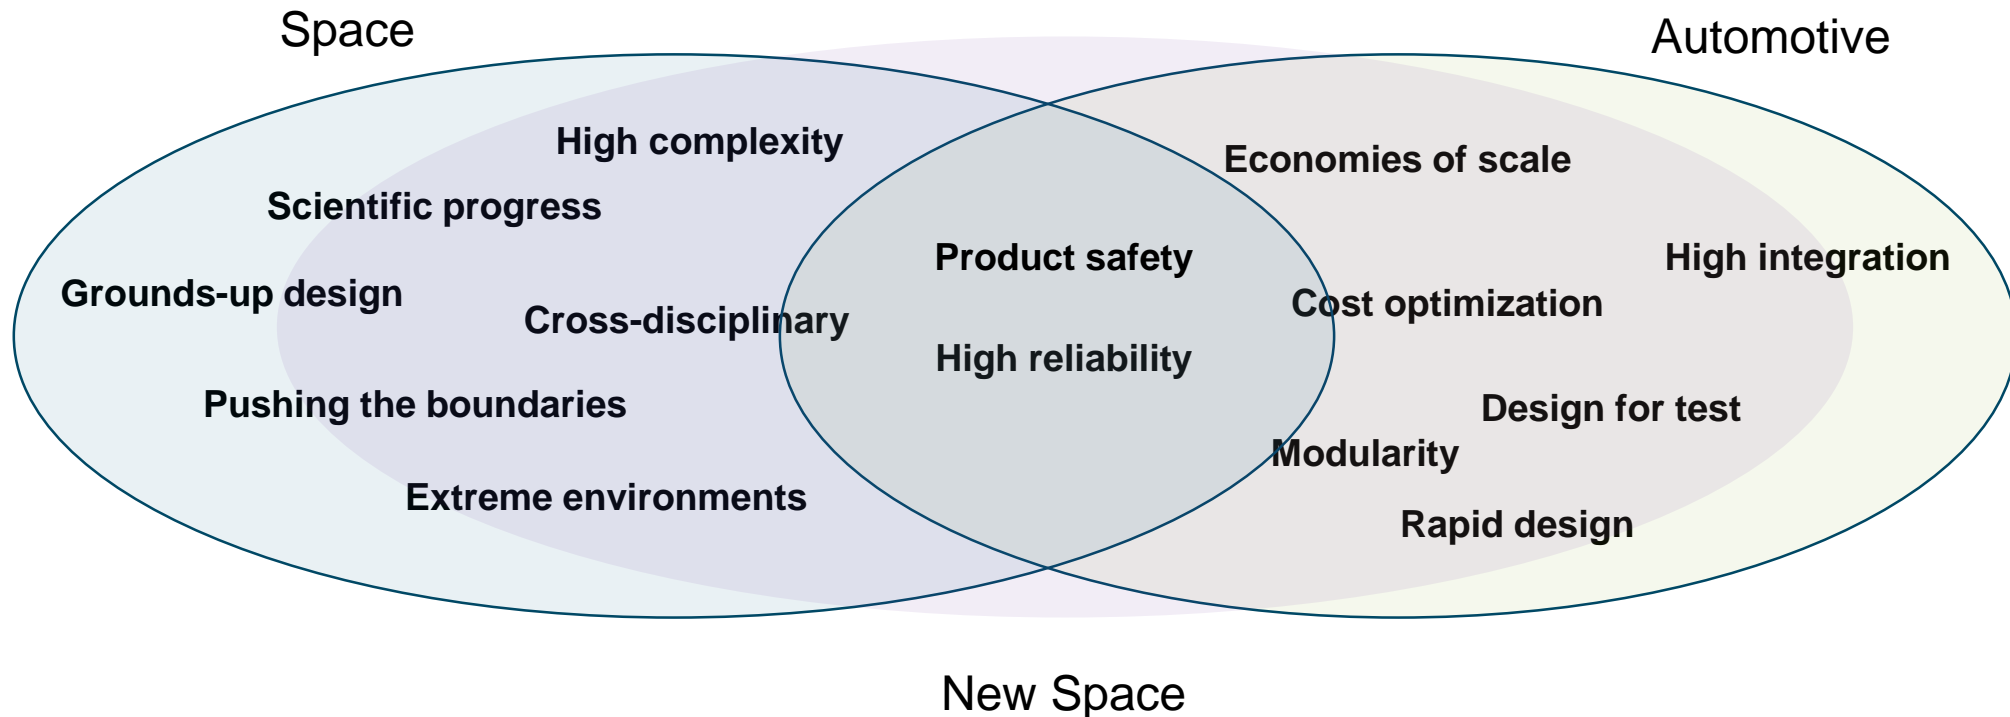 Space
Automotive
High complexity
Economies of scale
Scientific progress
Product safety
High integration
Grounds-up design
Cross-disciplinary
Cost optimization
High reliability
Pushing the boundaries
Design for test
Modularity
Extreme environments
Rapid design
New Space